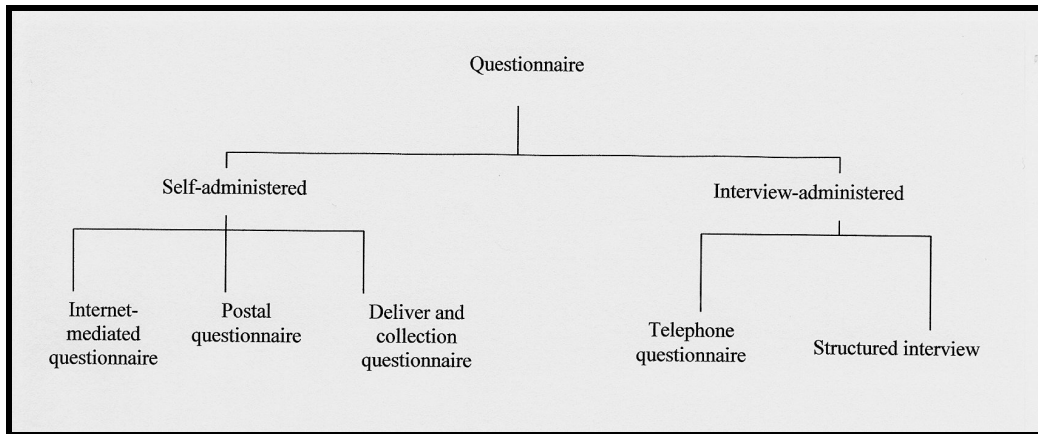 Questionnaire
Self-administered
Interview-administered
Internet-
mediated
questionnaire
Postal
questionnaire
Deliver and
collection
questionnaire
Telephone
questionnaire
Structured interview